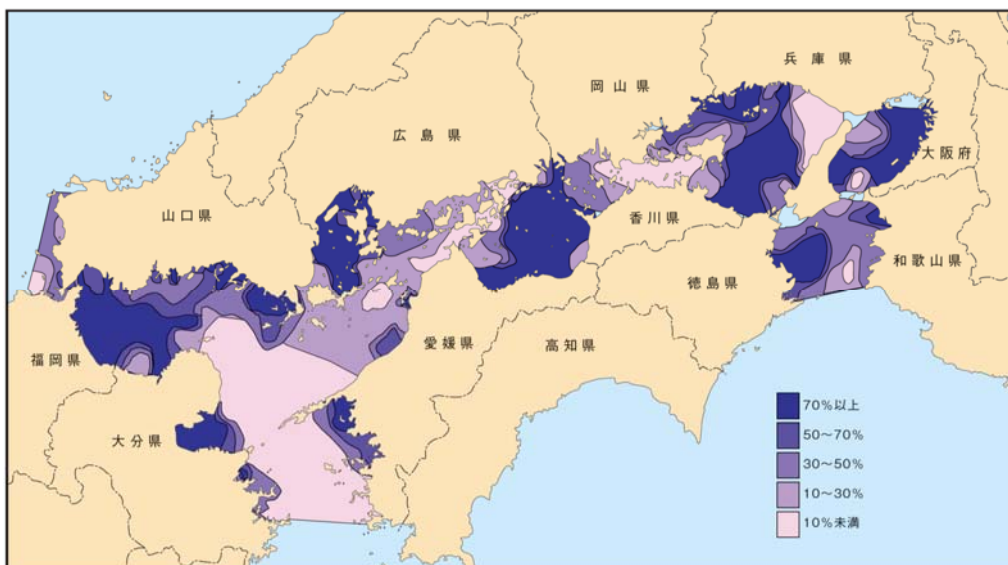 兵庫県
岡山県
広島県
大阪府
山口県
香川県
和歌山県
徳島県
愛媛県
高知県
福岡県
大分県
70%以上
50～70%
30～50%
10～30%
10%未満